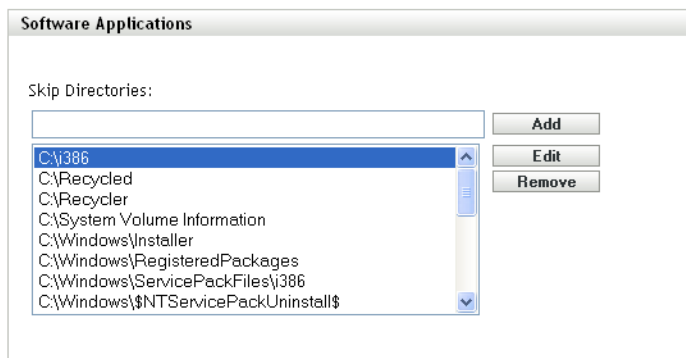 Software Applications
Skip Directories:
Add
C:\i386
Edit
C:\Recycled
Remove
C:\Recycler
C:\System Volume Information
C:\Windows\Installer
C:\Windows\RegisteredPackages
C:\Windows\ServicePackFiles\i386
C:\Windows\$NTServicePackUninstall$